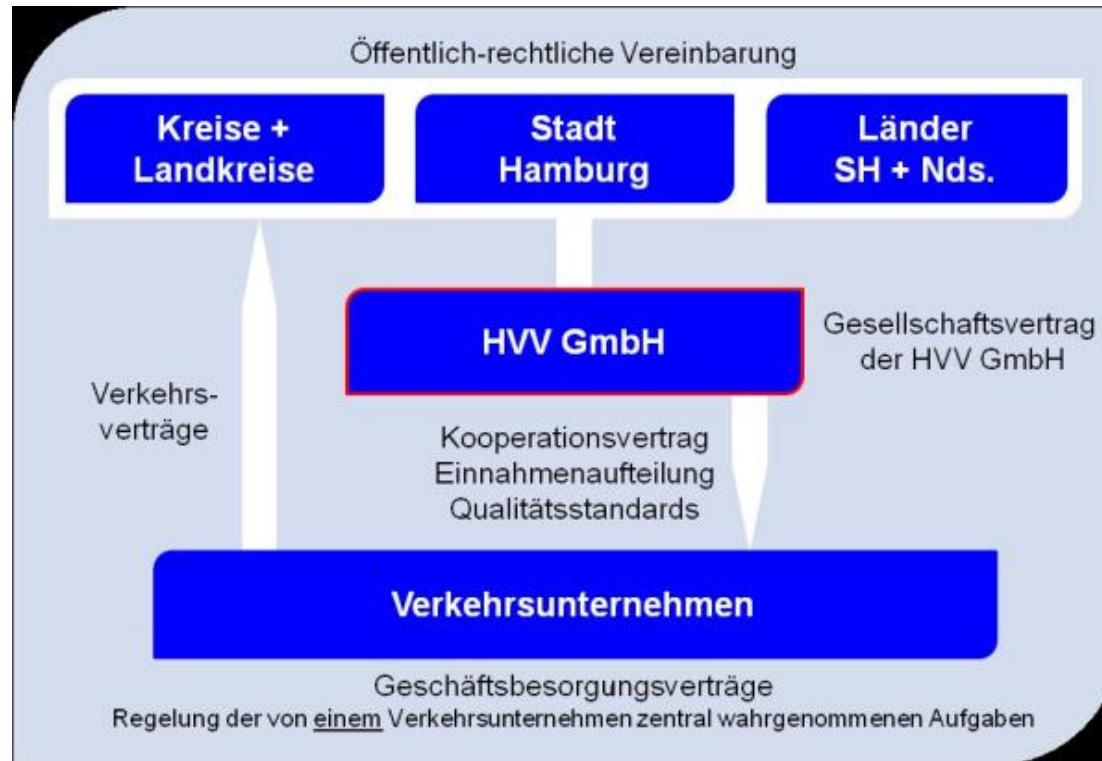 Öffentlich-rechtliche Vereinbarung
Kreise +
Landkreise
Stadt
Hamburg
Länder
SH + Nds.
HVV GmbH
Gesellschaftsvertrag
der HVV GmbH
Verkehrs-
verträge
Kooperationsvertrag
Einnahmenaufteilung
Qualitätsstandards
Verkehrsunternehmen
Geschäftsbesorgungsverträge
Regelung der von einem Verkehrsunternehmen zentral wahrgenommenen Aufgaben